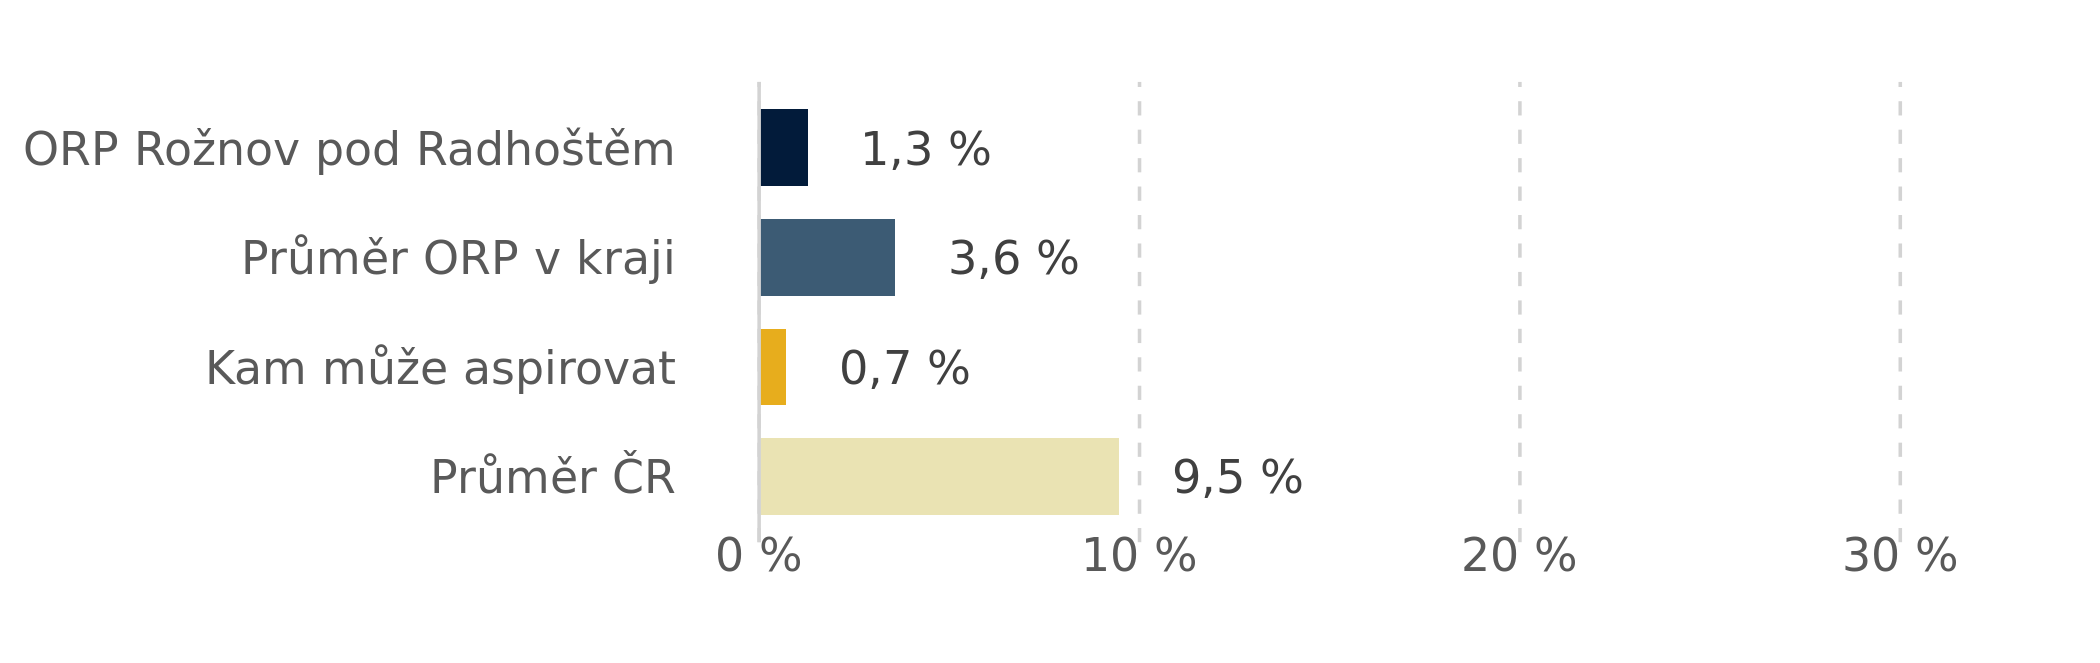 ORP Rožnov pod Radhoštěm 1,3 %
Průměr ORP v kraji 3,6 %
Kam může aspirovat 0,7 %
Průměr ČR 9,5 %
0 % 10 % 20 % 30 %